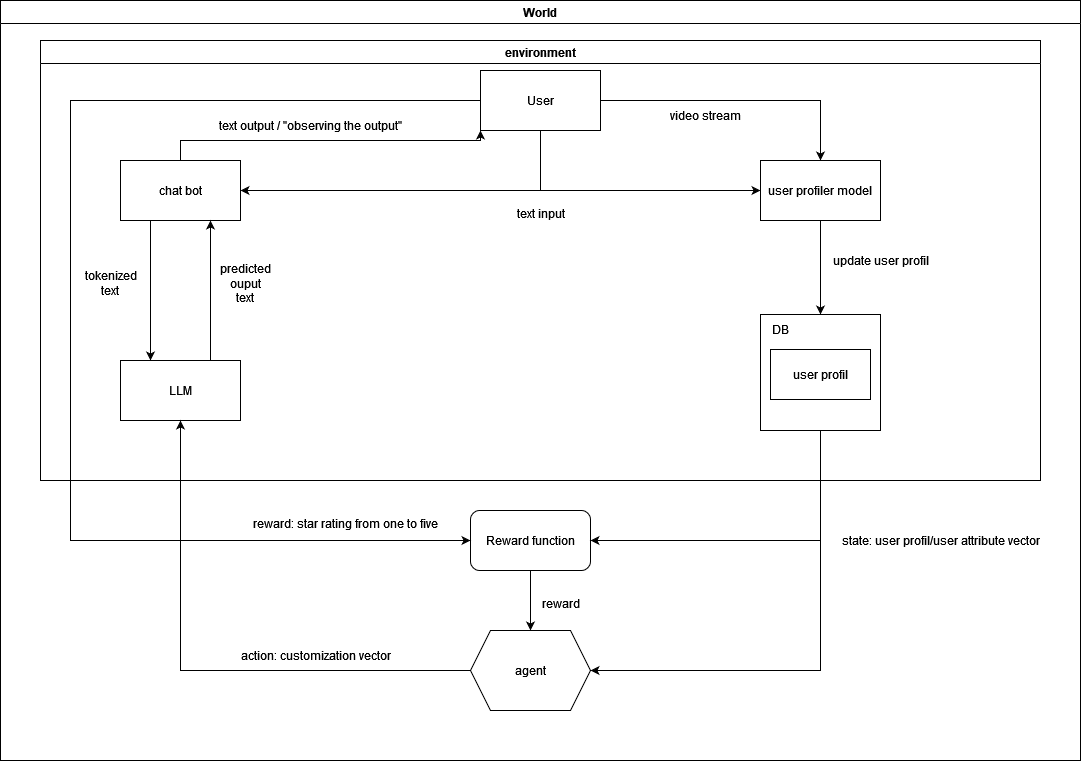 World
environment
User
text output / "observing the output"
video stream
chat bot
user profiler model
text input
tokenized
text
predicted
ouput
text
update user profil
DB
user profil
LLM
reward: star rating from one to five
Reward function
state: user profil/user attribute vector
reward
action: customization vector
agent